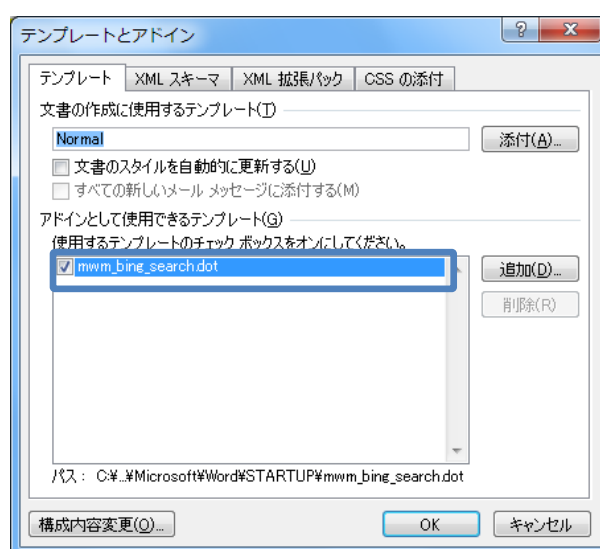 テンプレートとアドイン
テンプレート XML スキーマ XML 拡張パック CSS の添付
文書の作成に使用するテンプレート(T)
Normal 添付(A)...
文書のスタイルを自動的に更新する(U)
すべての新しいメール メッセージに添付する(M)
アドインとして使用できるテンプレート(G)
使用するテンプレートのチェック ボックスをオンにしてください。
mwm_bing_search.dot 追加(D)...
削除(R)
パス : C:¥...¥Microsoft¥Word¥STARTUP¥mwm_bing_search.dot
構成内容変更(O)... OK キャンセル